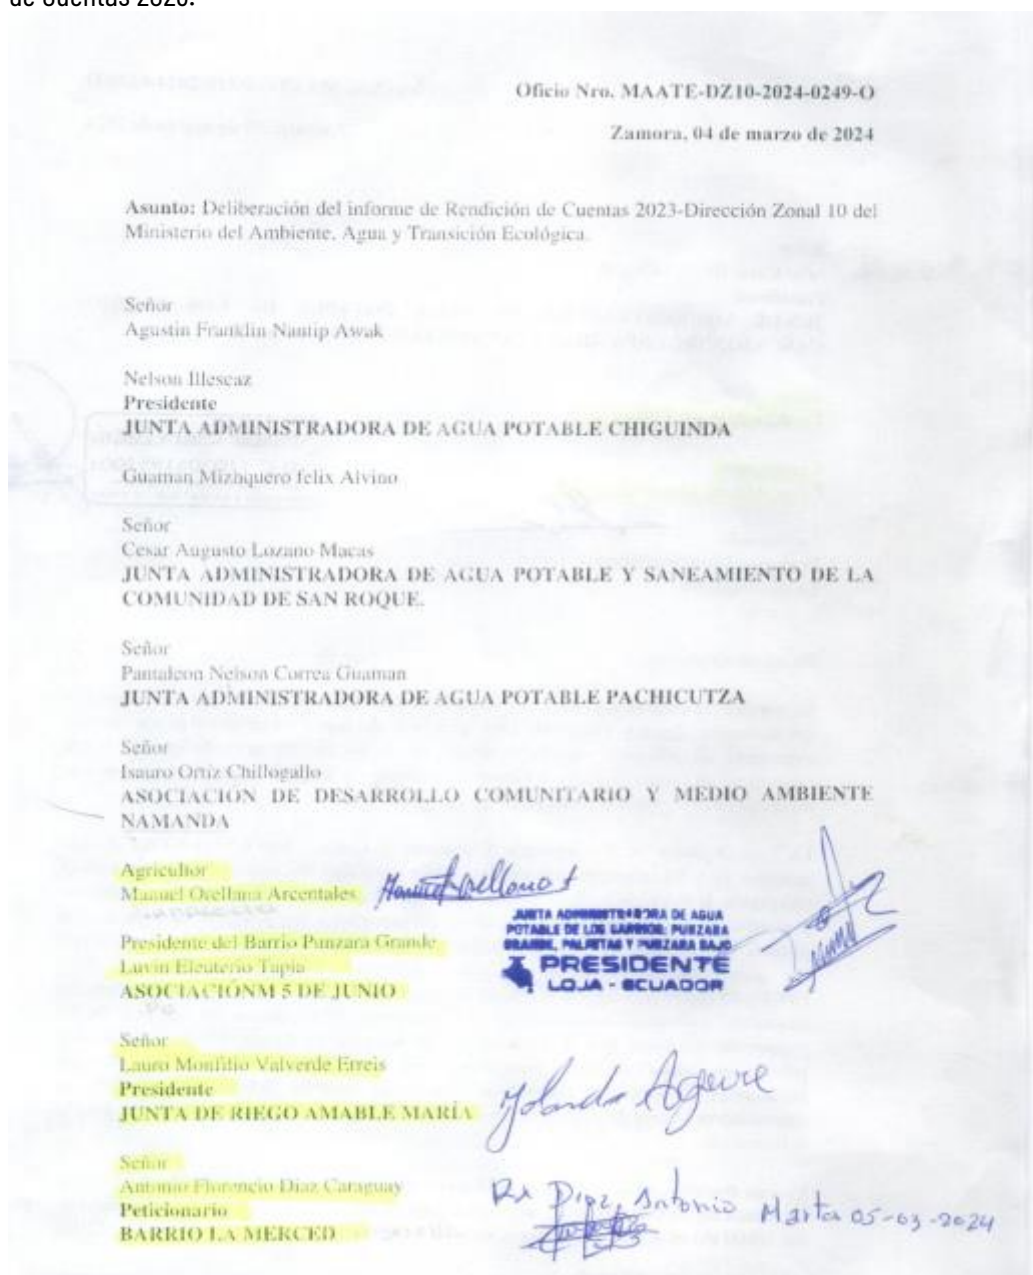 de Cuentas 2023.
Oficio Nro. MAATE-DZ10-2024-0249-O
Zamora, 04 de marzo de 2024
Asunto: Deliberación del informe de Rendición de Cuentas 2023-Dirección Zonal 10 del
Ministerio del Ambiente, Agua y Transición Ecológica.
Señor
Agustin Franklin Nantip Awak
Nelson Illescaz
Presidente
JUNTA ADMINISTRADORA DE AGUA POTABLE CHIGUINDA
Guaman Mizhquero felix Alvino
Señor
Cesar Augusto Lozano Macas
JUNTA ADMINISTRADORA DE AGUA POTABLE Y SANEAMIENTO DE LA
COMUNIDAD DE SAN ROQUE.
Señor
Pantaleon Nelson Correa Guaman
JUNTA ADMINISTRADORA DE AGUA POTABLE PACHICUTZA
Señor
Isauro Ortiz Chillogallo
ASOCIACION DE DESARROLLO COMUNITARIO Y MEDIO AMBIENTE
NAMANDA
Agricultor
Manuel Orellana Arcentales
Manuel Orellana A
JUNTA ADMINISTRADORA DE AGUA
POTABLE DE LOS BARRIOS: PUNZARA
GRANDE, PALMITAS Y PUNZARA BAJO
PRESIDENTE
LOJA - ECUADOR
Presidente del Barrio Punzara Grande
Luvin Eleuterio Tapia
ASOCIACIÓNM 5 DE JUNIO
Señor
Lauro Monfilio Valverde Erreis
Presidente
JUNTA DE RIEGO AMABLE MARÍA
Yolanda Aguirre
Señor
Antonio Florencio Diaz Caraguay
Peticionario
BARRIO LA MERCED
Diaz, Antonio Marta 05-03-2024